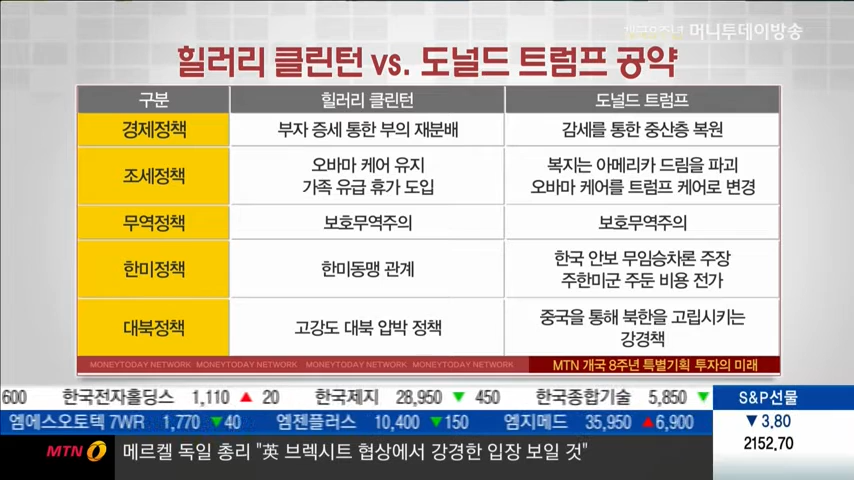 개국8주년 머니투데이방송
힐러리 클린턴 vs. 도널드 트럼프 공약
구분 힐러리 클린턴 도널드 트럼프
경제정책 부자 증세 통한 부의 재분배 감세를 통한 중산층 복원
조세정책 오바마 케어 유지 복지는 아메리카 드림을 파괴
가족 유급 휴가 도입 오바마 케어를 트럼프 케어로 변경
무역정책 보호무역주의 보호무역주의
한미정책 한미동맹 관계 한국 안보 무임승차론 주장
주한미군 주둔 비용 전가
대북정책 고강도 대북 압박 정책 중국을 통해 북한을 고립시키는
강경책
MONEYTODAY NETWORK MONEYTODAY NETWORK MONEYTODAY NETWORK MONEYTODAY NETWORK MTN 개국 8주년 특별기획 투자의 미래
600 한국전자홀딩스 1,110 ▲ 20 한국제지 28,950 ▼ 450 한국종합기술 5,850 ▼
엠에스오토텍 7WR 1,770 ▼40 엠젠플러스 10,400 ▼150 엠지메드 35,950 ▲6,900
S&P선물
▼3.80
2152.70
MTN 메르켈 독일 총리 "英 브렉시트 협상에서 강경한 입장 보일 것"